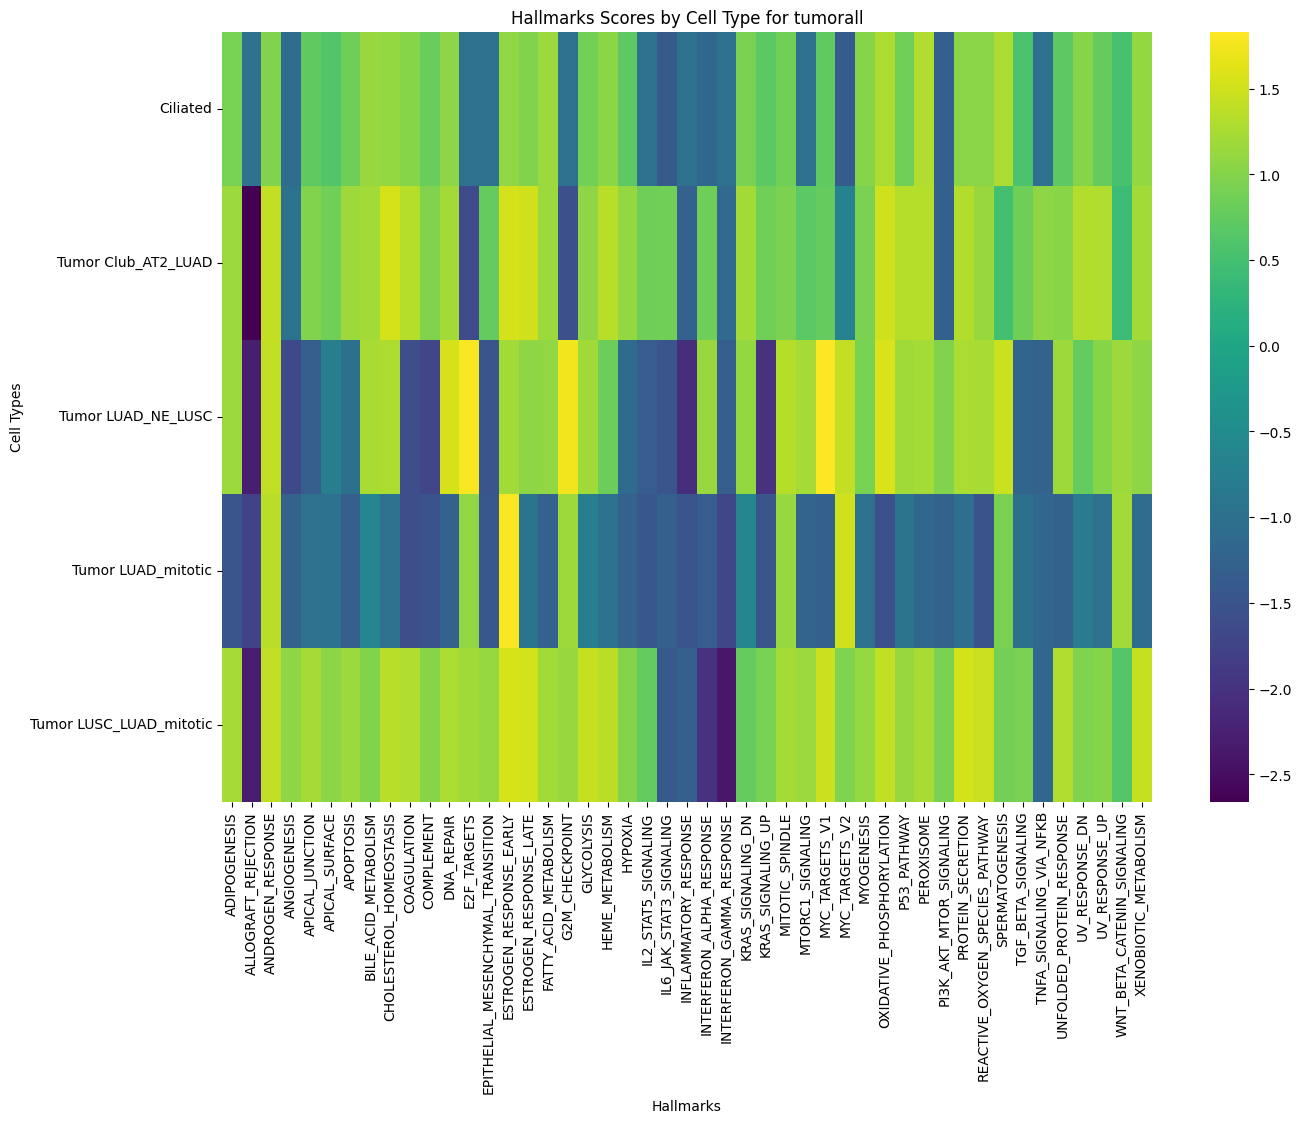 Hallmarks Scores by Cell Type for tumorall
Cell Types
Ciliated
Tumor Club_AT2_LUAD
Tumor LUAD_NE_LUSC
Tumor LUAD_mitotic
Tumor LUSC_LUAD_mitotic
ADIPOGENESIS
ALLOGRAFT_REJECTION
ANDROGEN_RESPONSE
ANGIOGENESIS
APICAL_JUNCTION
APICAL_SURFACE
APOPTOSIS
BILE_ACID_METABOLISM
CHOLESTEROL_HOMEOSTASIS
COAGULATION
COMPLEMENT
DNA_REPAIR
E2F_TARGETS
EPITHELIAL_MESENCHYMAL_TRANSITION
ESTROGEN_RESPONSE_EARLY
ESTROGEN_RESPONSE_LATE
FATTY_ACID_METABOLISM
G2M_CHECKPOINT
GLYCOLYSIS
HEME_METABOLISM
HYPOXIA
IL2_STAT5_SIGNALING
IL6_JAK_STAT3_SIGNALING
INFLAMMATORY_RESPONSE
INTERFERON_ALPHA_RESPONSE
INTERFERON_GAMMA_RESPONSE
KRAS_SIGNALING_DN
KRAS_SIGNALING_UP
MITOTIC_SPINDLE
MTORC1_SIGNALING
MYC_TARGETS_V1
MYC_TARGETS_V2
MYOGENESIS
OXIDATIVE_PHOSPHORYLATION
P53_PATHWAY
PEROXISOME
PI3K_AKT_MTOR_SIGNALING
PROTEIN_SECRETION
REACTIVE_OXYGEN_SPECIES_PATHWAY
SPERMATOGENESIS
TGF_BETA_SIGNALING
TNFA_SIGNALING_VIA_NFKB
UNFOLDED_PROTEIN_RESPONSE
UV_RESPONSE_DN
UV_RESPONSE_UP
WNT_BETA_CATENIN_SIGNALING
XENOBIOTIC_METABOLISM
Hallmarks
1.5
1.0
0.5
0.0
−0.5
−1.0
−1.5
−2.0
−2.5